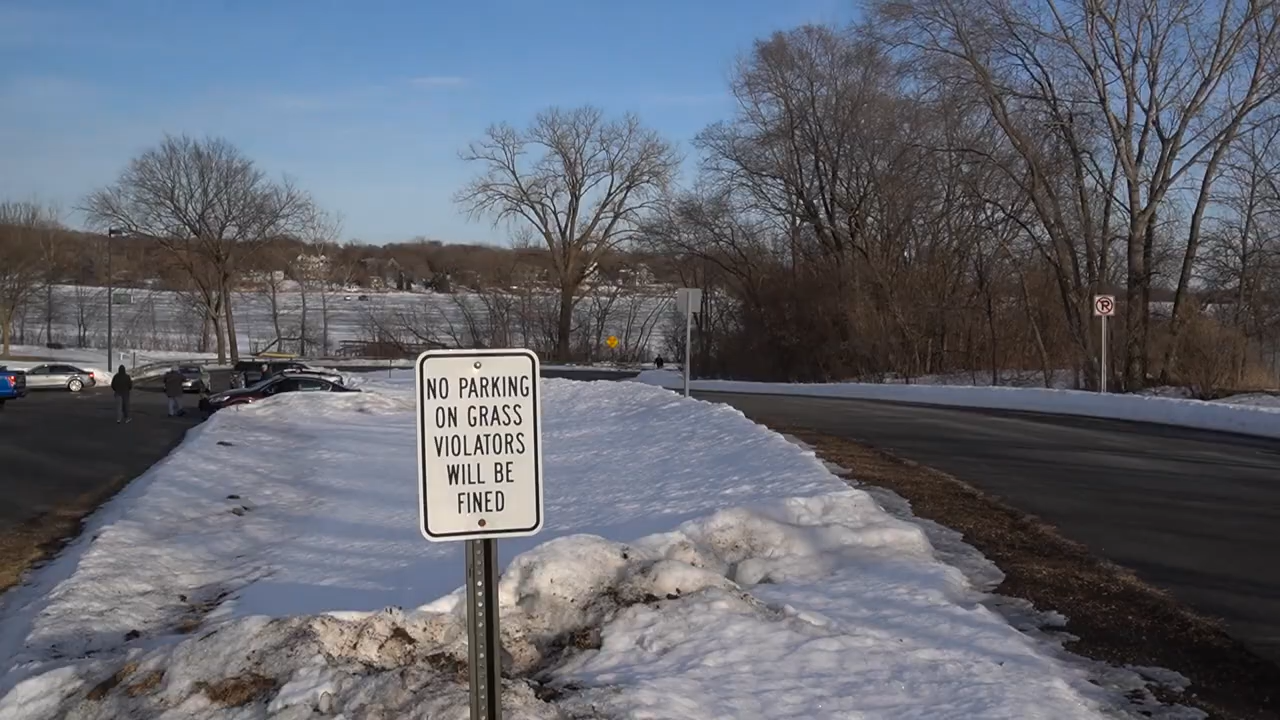 NO PARKING
ON GRASS
VIOLATORS
WILL BE
FINED
P